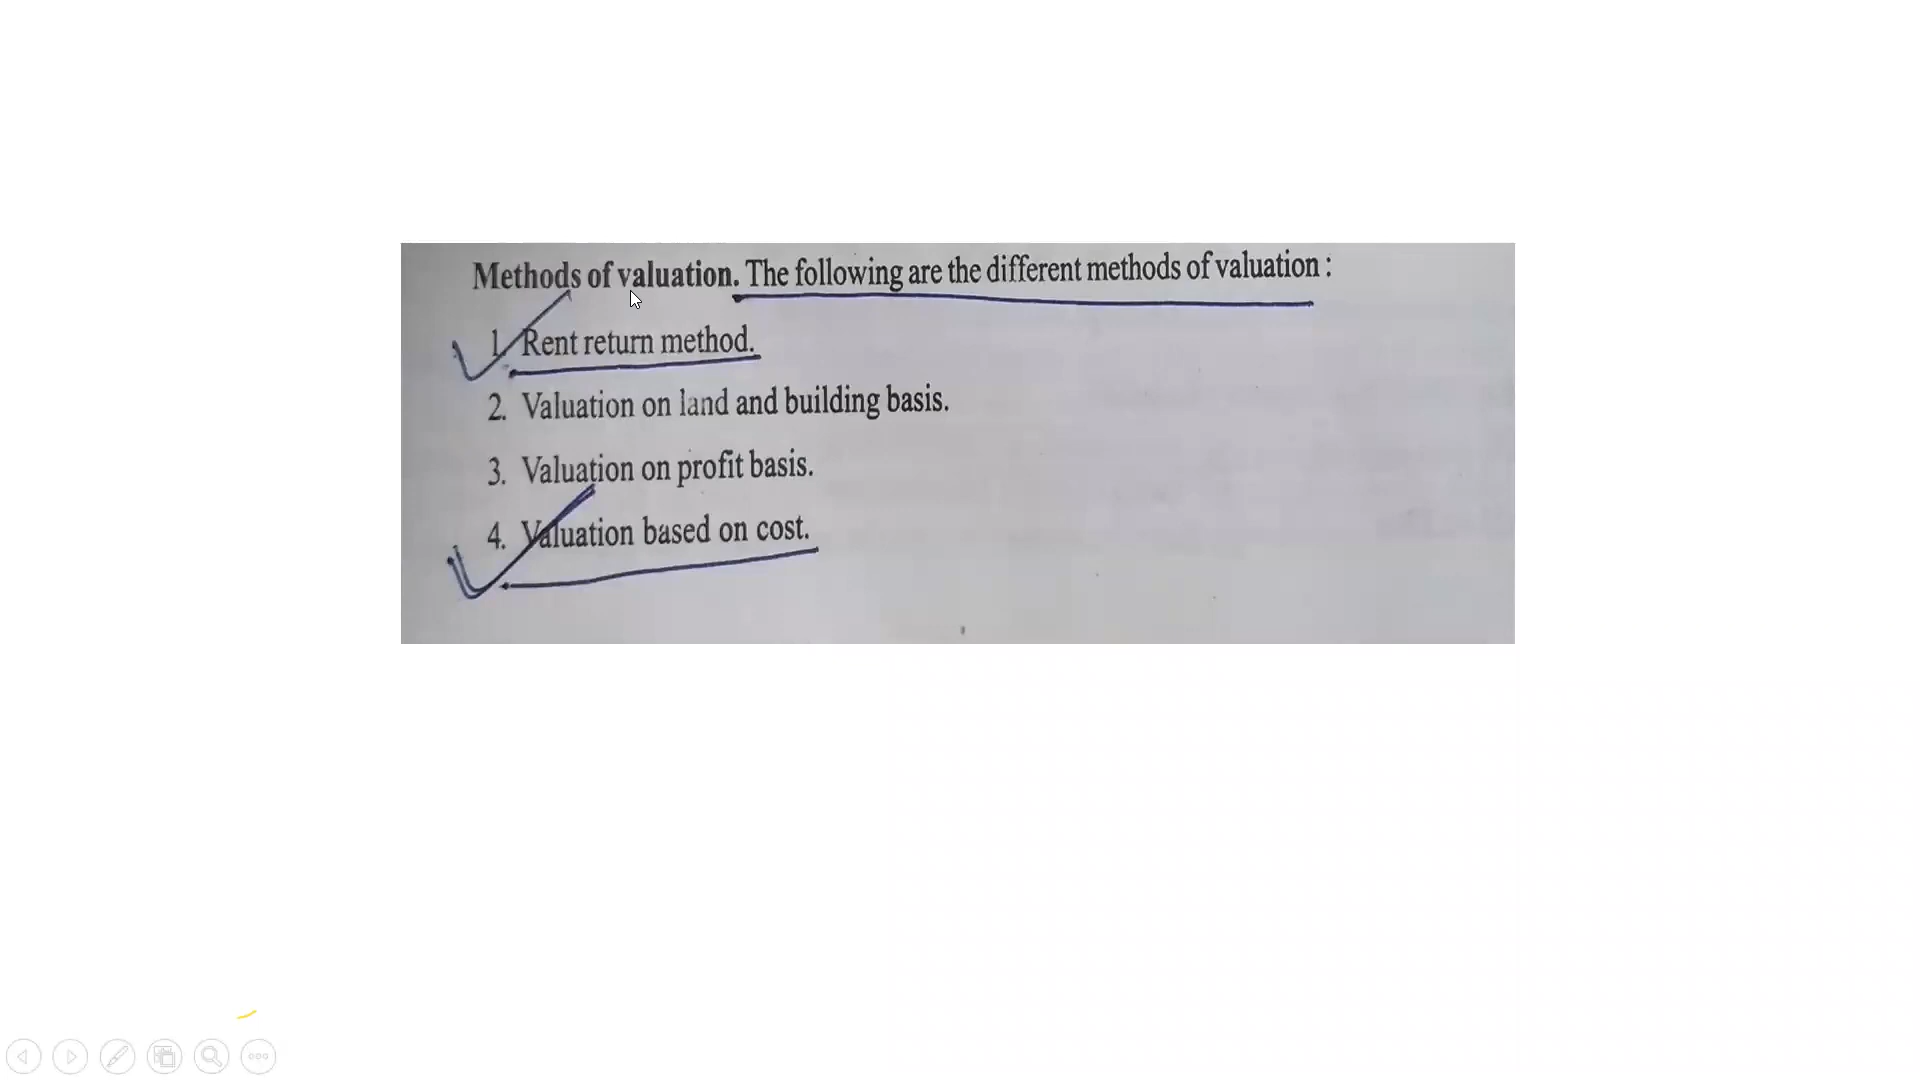 Methods of valuation. The following are the different methods of valuation :
1. Rent return method.
2. Valuation on land and building basis.
3. Valuation on profit basis.
4. Valuation based on cost.